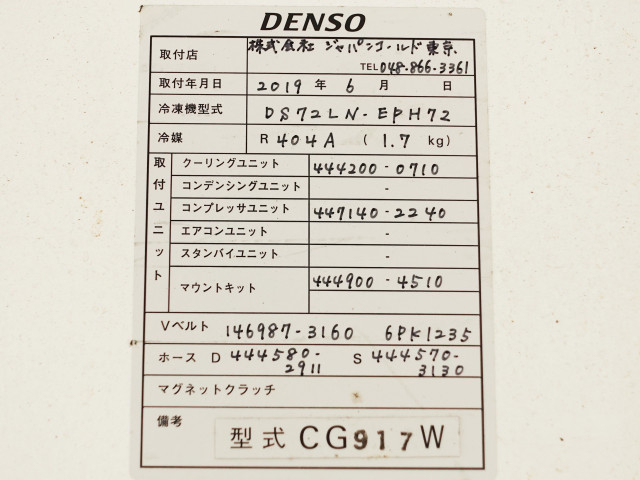 DENSO
取付店 株式会社 ジャパンコールド東京
TEL 048-866-3361
取付年月日 2019 年 6 月 日
冷凍機型式 DS72LN-EPH72
冷媒 R 404A ( 1.7 kg)
取付ユニット
クーリングユニット 444200-0710
コンデンシングユニット -
コンプレッサユニット 447140-2240
エアコンユニット -
スタンバイユニット -
マウントキット 444900-4510
Vベルト 146987-3160 6PK1235
ホース D 444580-2911 S 444570-3130
マグネットクラッチ
備考
型式 CG917W